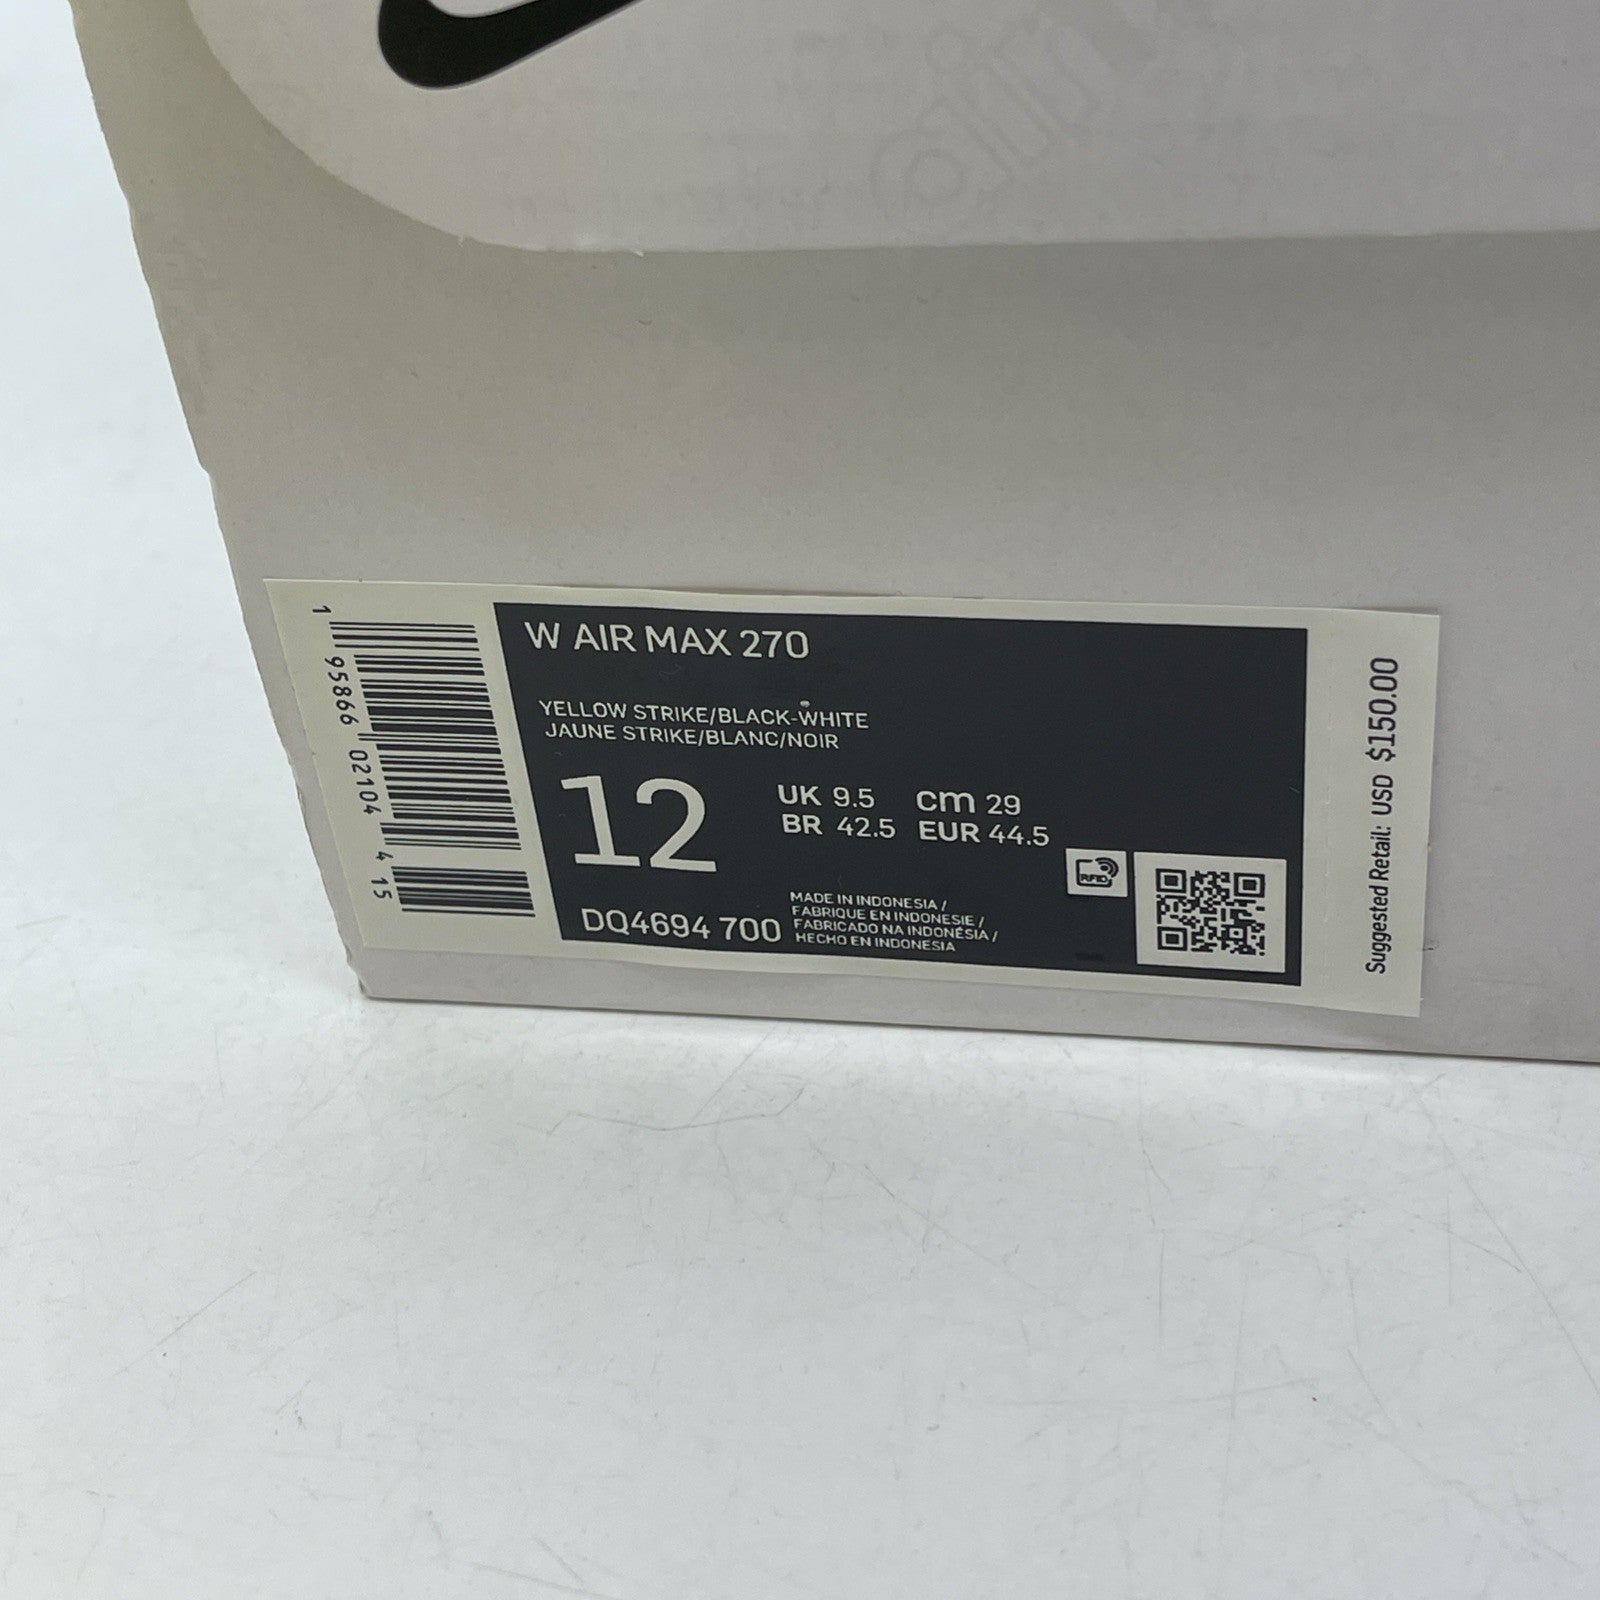 W AIR MAX 270
YELLOW STRIKE/BLACK-WHITE
JAUNE STRIKE/BLANC/NOIR
12
UK 9.5 cm 29
BR 42.5 EUR 44.5
DQ4694 700
MADE IN INDONESIA /
FABRIQUE EN INDONESIE /
FABRICADO NA INDONÉSIA /
HECHO EN INDONESIA
RFID
1 95866 02104 4 15
Suggested Retail: USD $150.00